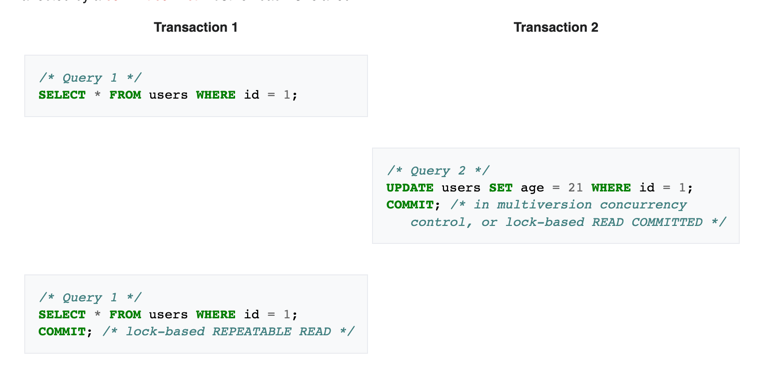 Transaction 1
Transaction 2
/* Query 1 */
SELECT * FROM users WHERE id = 1;
/* Query 2 */
UPDATE users SET age = 21 WHERE id = 1;
COMMIT; /* in multiversion concurrency
control, or lock-based READ COMMITTED */
/* Query 1 */
SELECT * FROM users WHERE id = 1;
COMMIT; /* lock-based REPEATABLE READ */